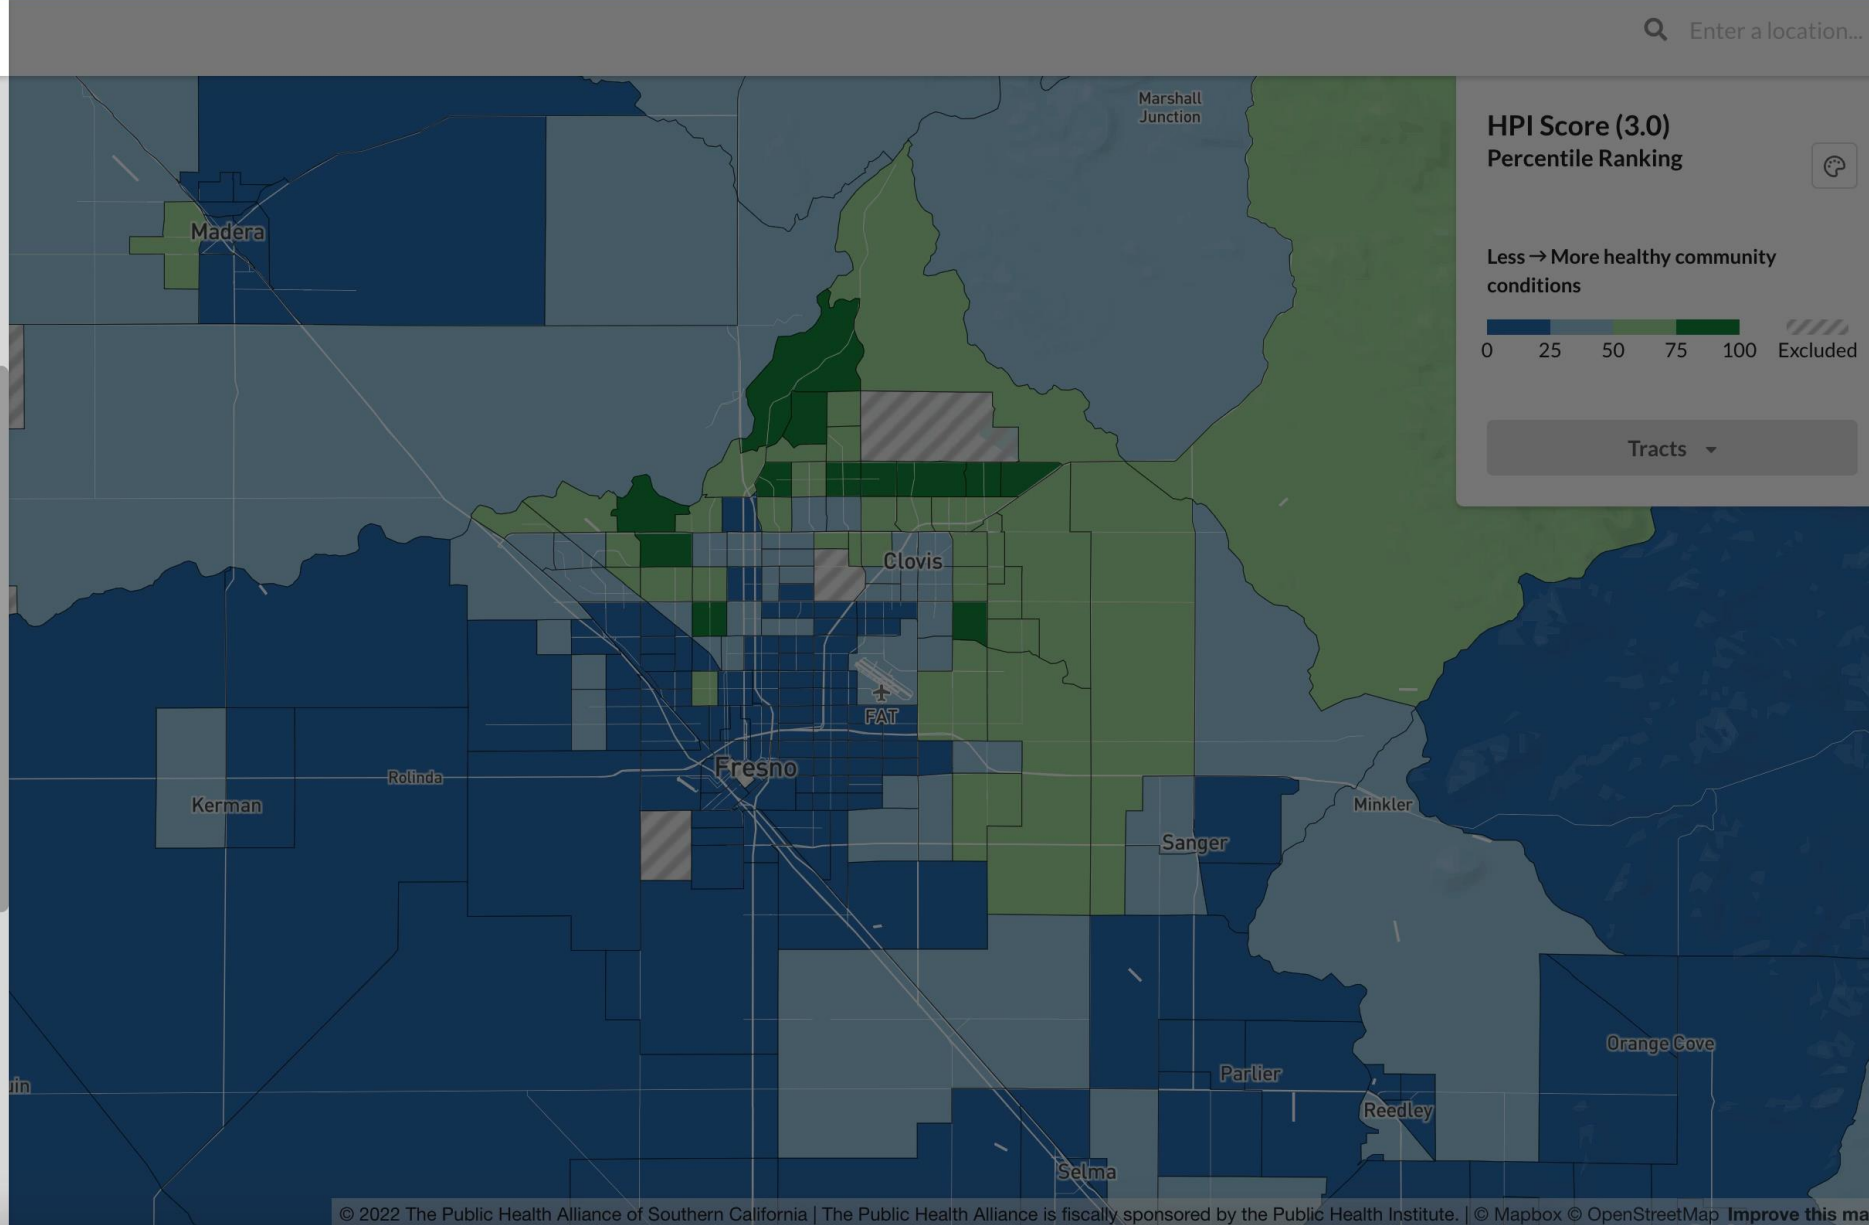 Enter a location...
Marshall
Junction
HPI Score (3.0)
Percentile Ranking
Less → More healthy community
conditions
0 25 50 75 100 Excluded
Tracts
Madera
Clovis
FAT
Fresno
Rolinda
Kerman
Minkler
Sanger
Orange Cove
Parlier
Reedley
Selma
© 2022 The Public Health Alliance of Southern California | The Public Health Alliance is fiscally sponsored by the Public Health Institute. | © Mapbox © OpenStreetMap Improve this ma